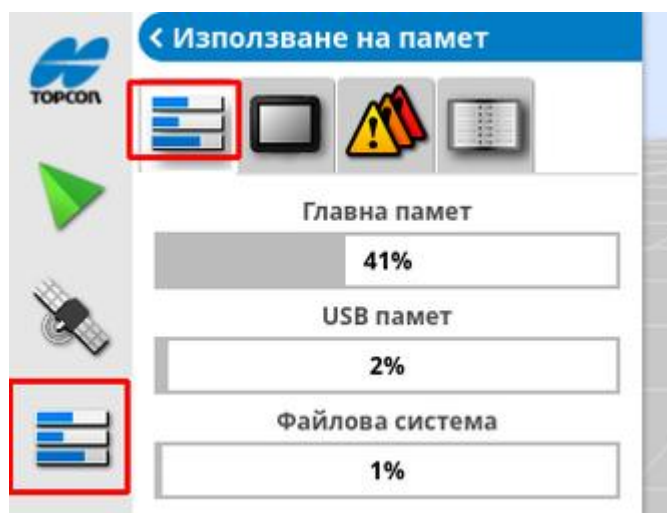 Използване на памет
TOPCON
Главна памет
41%
USB памет
2%
Файлова система
1%